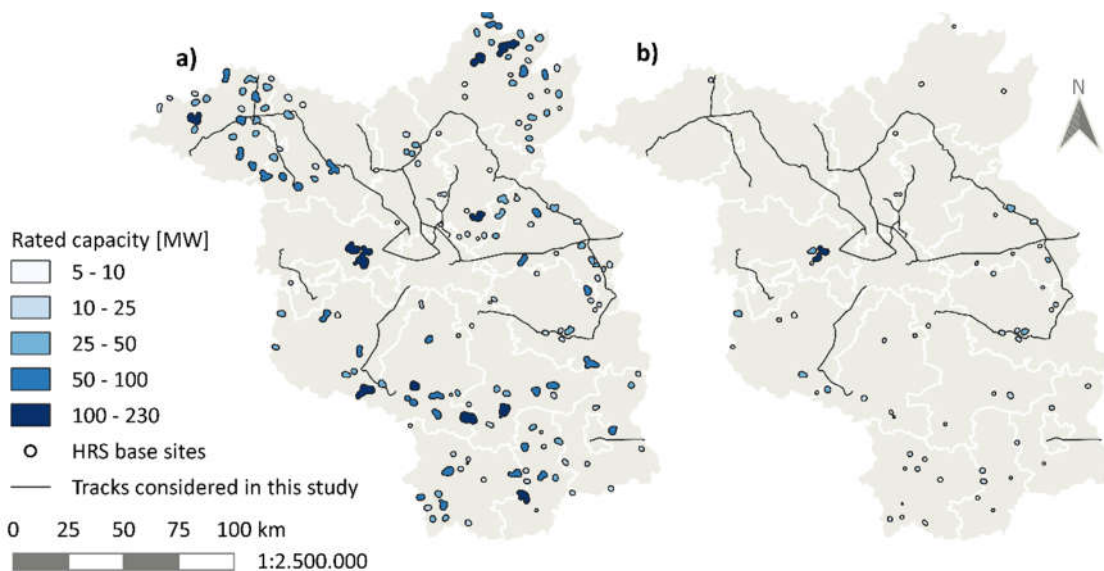 a)
b)
N
Rated capacity [MW]
5 - 10
10 - 25
25 - 50
50 - 100
100 - 230
HRS base sites
Tracks considered in this study
0 25 50 75 100 km
1:2.500.000